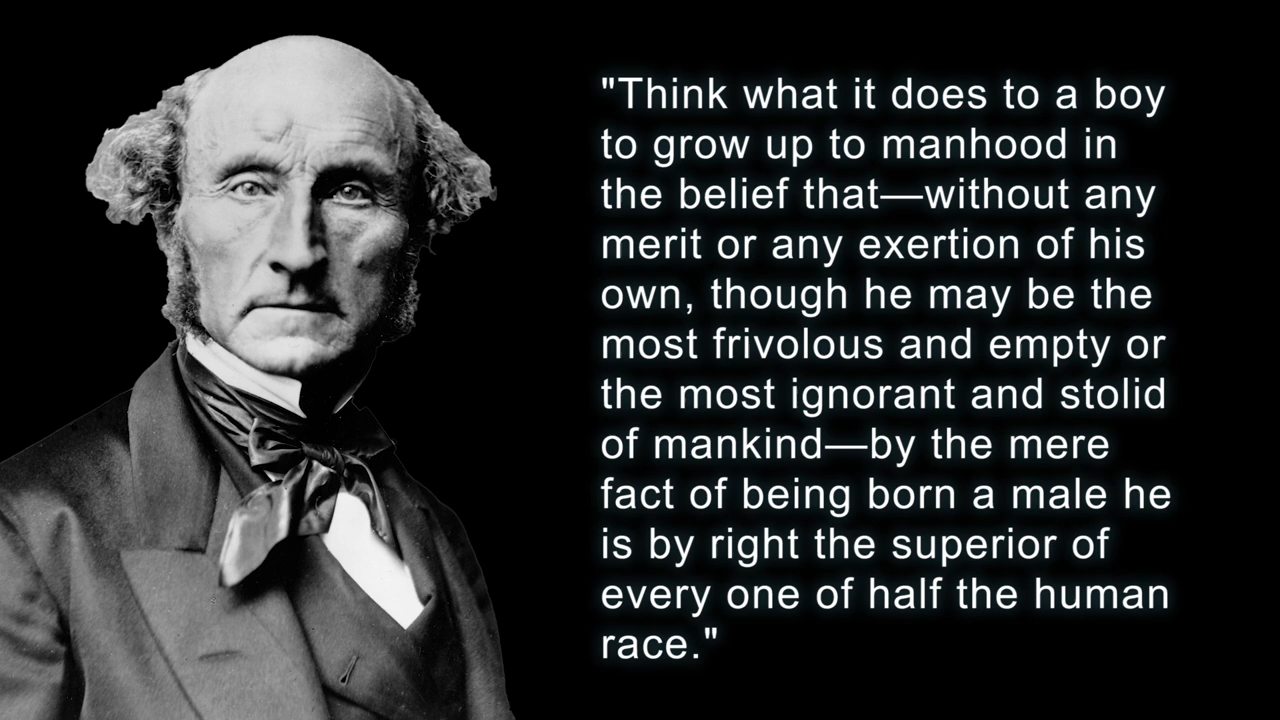 "Think what it does to a boy
to grow up to manhood in
the belief that—without any
merit or any exertion of his
own, though he may be the
most frivolous and empty or
the most ignorant and stolid
of mankind—by the mere
fact of being born a male he
is by right the superior of
every one of half the human
race."